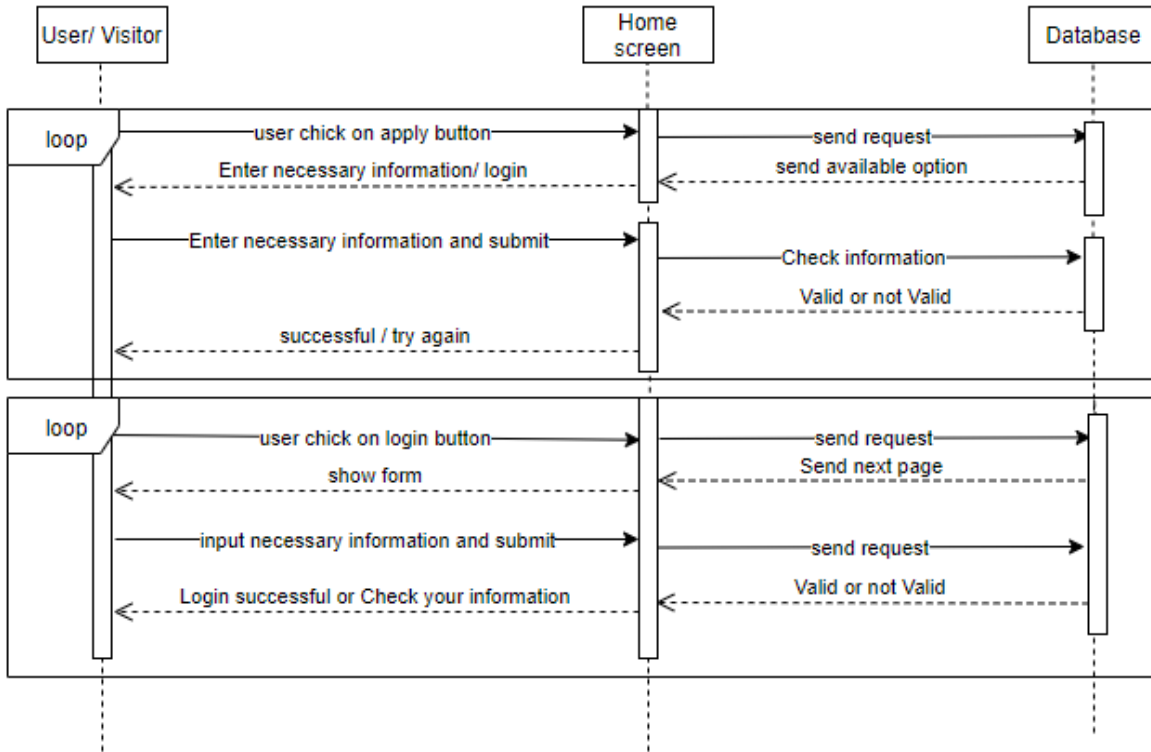 User/ Visitor
Home
screen
Database
loop
user chick on apply button
send request
Enter necessary information/ login
send available option
Enter necessary information and submit
Check information
Valid or not Valid
successful / try again
loop
user chick on login button
send request
Send next page
show form
input necessary information and submit
send request
Login successful or Check your information
Valid or not Valid